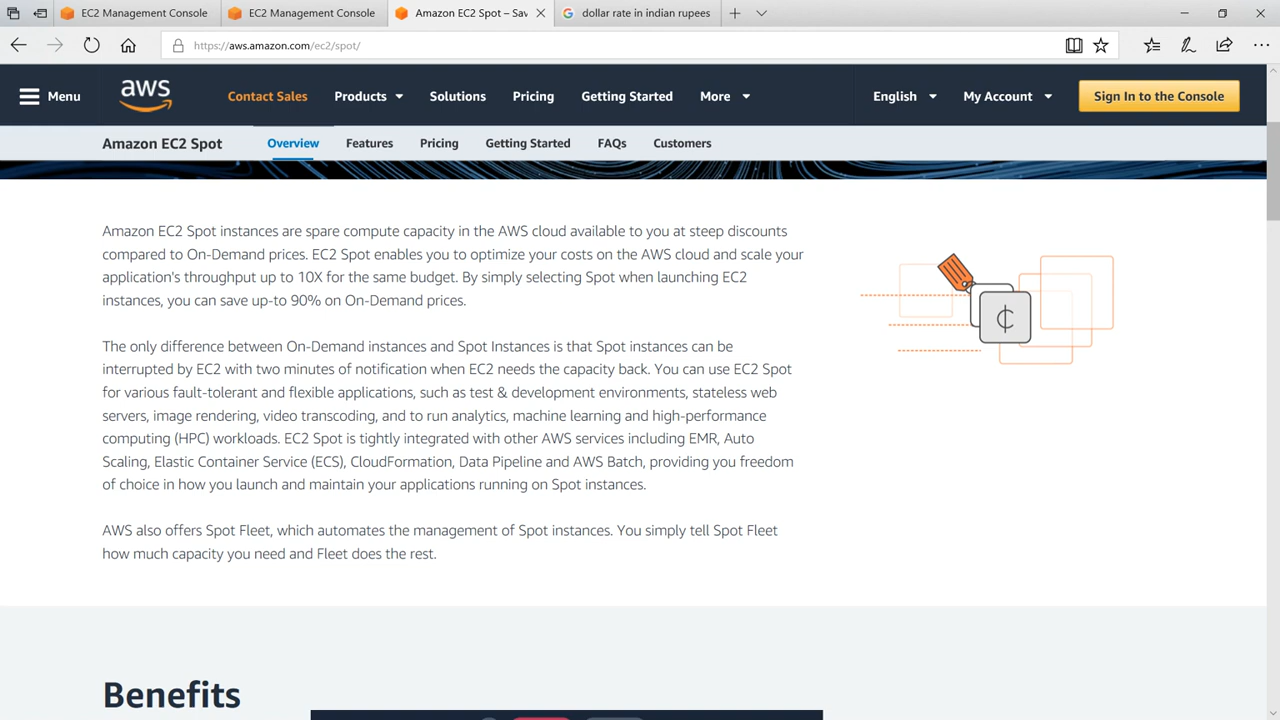 EC2 Management Console
EC2 Management Console
Amazon EC2 Spot – Sav
dollar rate in indian rupees
https://aws.amazon.com/ec2/spot/
Menu
aws
Contact Sales
Products
Solutions
Pricing
Getting Started
More
English
My Account
Sign In to the Console
Amazon EC2 Spot
Overview
Features
Pricing
Getting Started
FAQs
Customers
Amazon EC2 Spot instances are spare compute capacity in the AWS cloud available to you at steep discounts
compared to On-Demand prices. EC2 Spot enables you to optimize your costs on the AWS cloud and scale your
application's throughput up to 10X for the same budget. By simply selecting Spot when launching EC2
instances, you can save up-to 90% on On-Demand prices.
The only difference between On-Demand instances and Spot Instances is that Spot instances can be
interrupted by EC2 with two minutes of notification when EC2 needs the capacity back. You can use EC2 Spot
for various fault-tolerant and flexible applications, such as test & development environments, stateless web
servers, image rendering, video transcoding, and to run analytics, machine learning and high-performance
computing (HPC) workloads. EC2 Spot is tightly integrated with other AWS services including EMR, Auto
Scaling, Elastic Container Service (ECS), CloudFormation, Data Pipeline and AWS Batch, providing you freedom
of choice in how you launch and maintain your applications running on Spot instances.
AWS also offers Spot Fleet, which automates the management of Spot instances. You simply tell Spot Fleet
how much capacity you need and Fleet does the rest.
₵
Benefits